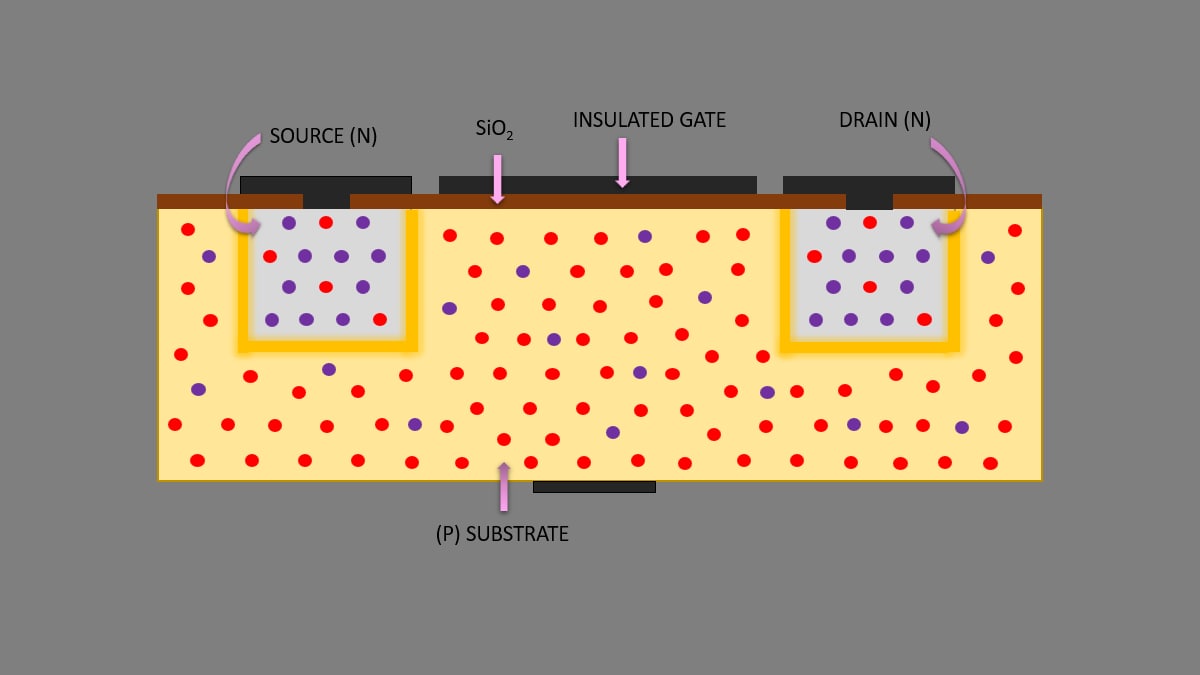 INSULATED GATE
DRAIN (N)
SiO₂
SOURCE (N)
(P) SUBSTRATE